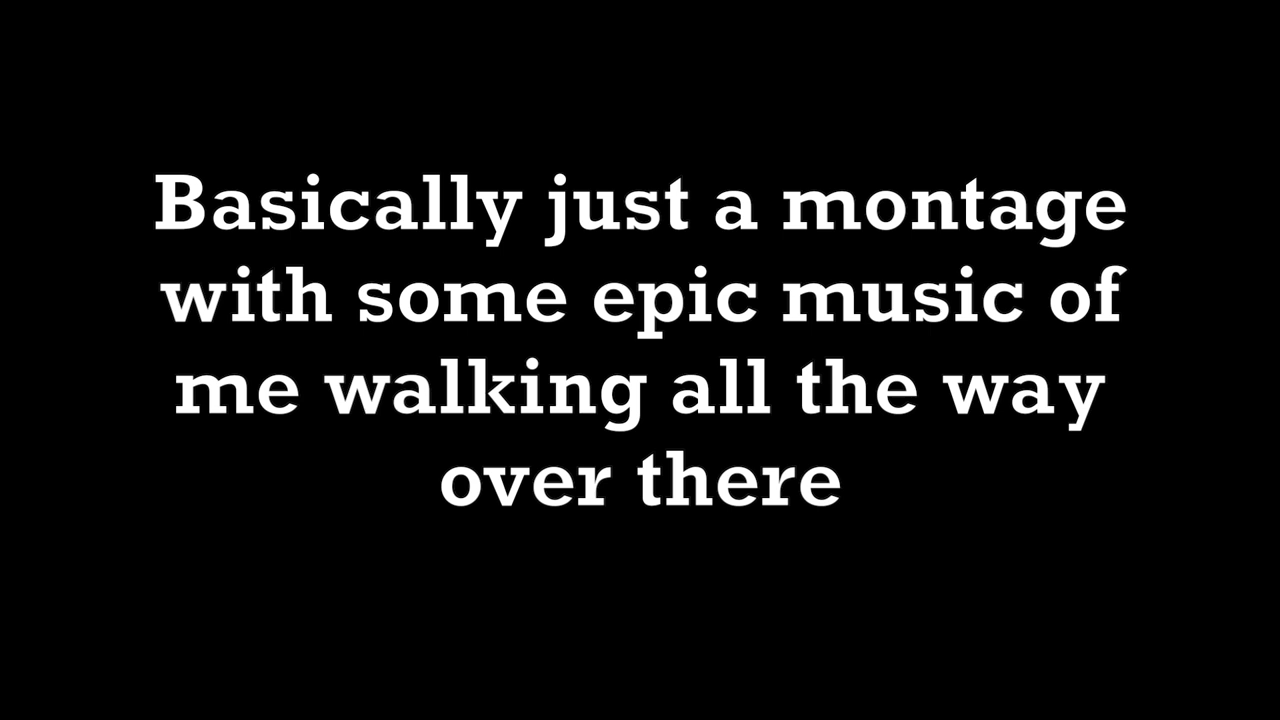 Basically just a montage
with some epic music of
me walking all the way
over there